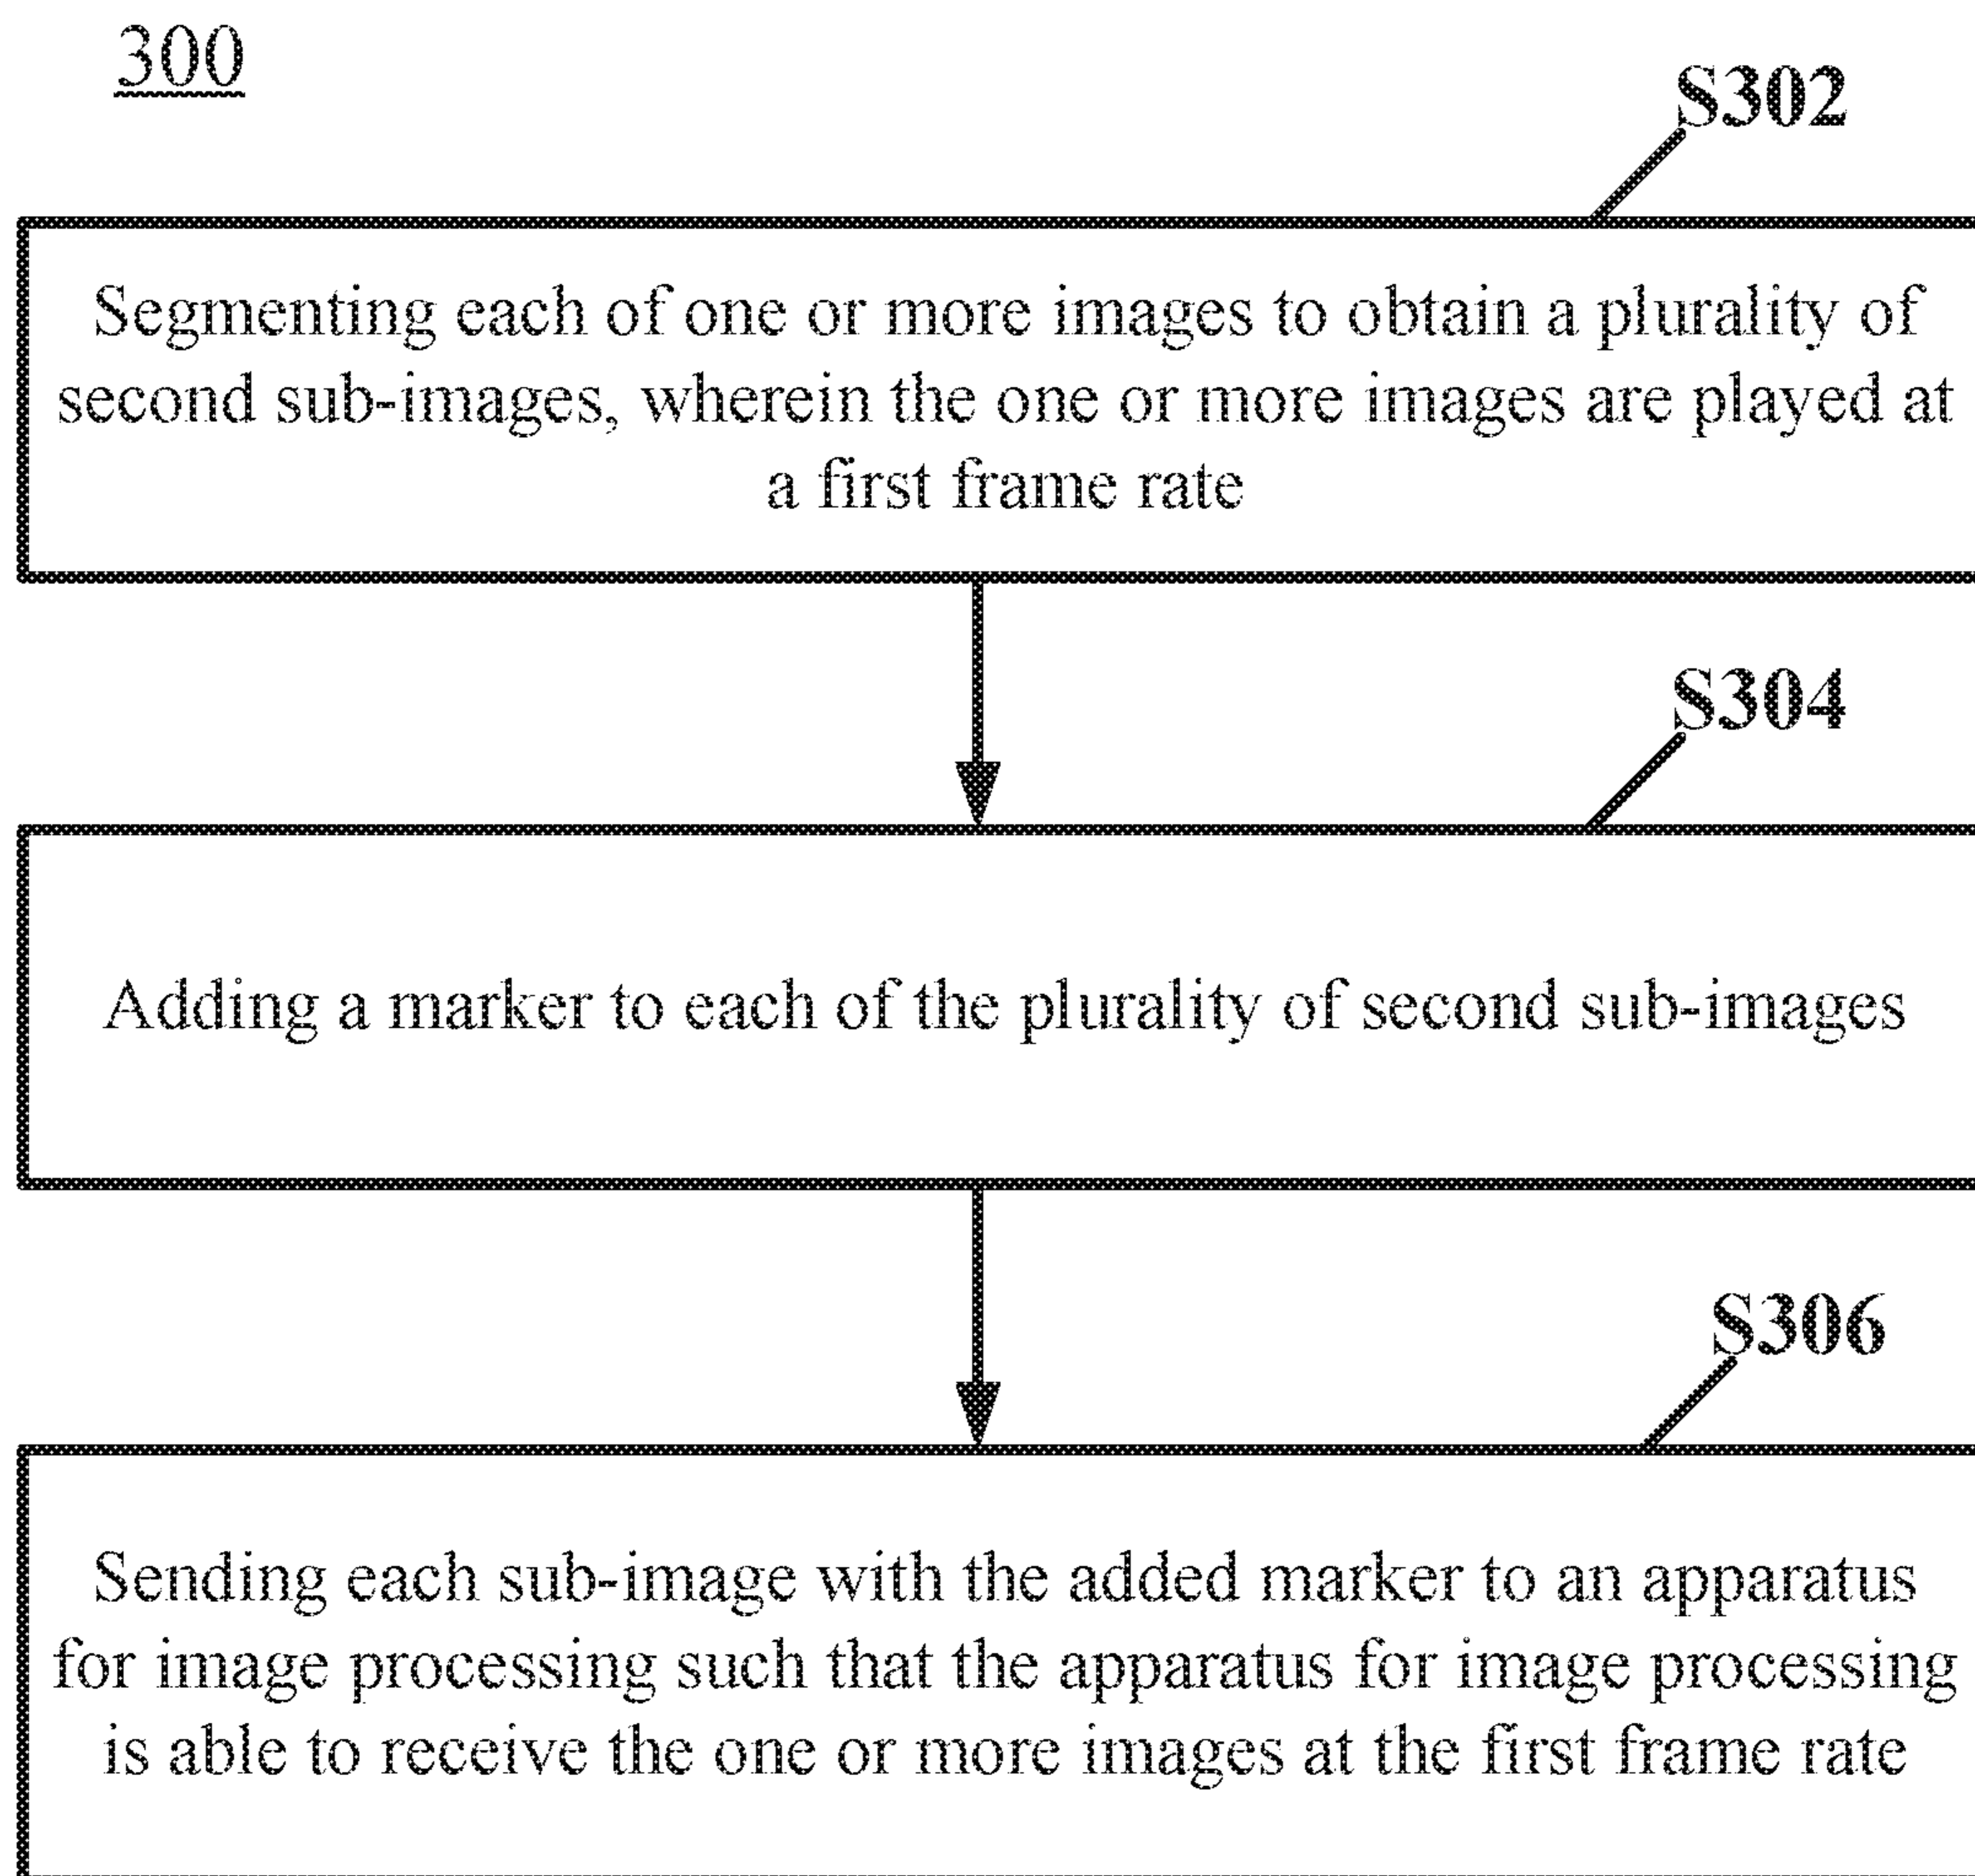 300
S302
Segmenting each of one or more images to obtain a plurality of
second sub-images, wherein the one or more images are played at
a first frame rate
S304
Adding a marker to each of the plurality of second sub-images
S306
Sending each sub-image with the added marker to an apparatus
for image processing such that the apparatus for image processing
is able to receive the one or more images at the first frame rate